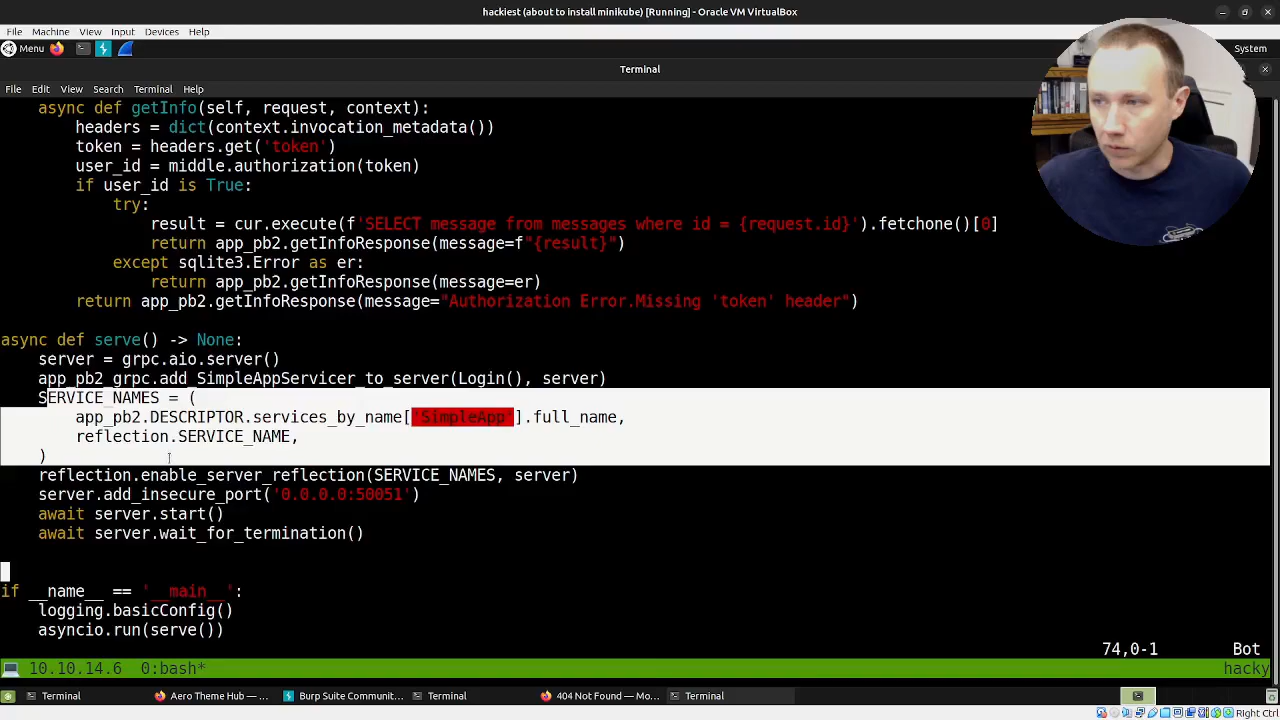 hackiest (about to install minikube) [Running] - Oracle VM VirtualBox
File Machine View Input Devices Help
Menu System
Terminal
File Edit View Search Terminal Help
async def getInfo(self, request, context):
headers = dict(context.invocation_metadata())
token = headers.get('token')
user_id = middle.authorization(token)
if user_id is True:
try:
result = cur.execute(f'SELECT message from messages where id = {request.id}').fetchone()[0]
return app_pb2.getInfoResponse(message=f"{result}")
except sqlite3.Error as er:
return app_pb2.getInfoResponse(message=er)
return app_pb2.getInfoResponse(message="Authorization Error.Missing 'token' header")
async def serve() -> None:
server = grpc.aio.server()
app_pb2_grpc.add_SimpleAppServicer_to_server(Login(), server)
SERVICE_NAMES = (
app_pb2.DESCRIPTOR.services_by_name['SimpleApp'].full_name,
reflection.SERVICE_NAME,
)
reflection.enable_server_reflection(SERVICE_NAMES, server)
server.add_insecure_port('0.0.0.0:50051')
await server.start()
await server.wait_for_termination()
if __name__ == '__main__':
logging.basicConfig()
asyncio.run(serve())
74,0-1 Bot
10.10.14.6 0:bash* hacky
Terminal Aero Theme Hub — ... Burp Suite Communit... Terminal 404 Not Found — Mo... Terminal
Right Ctrl